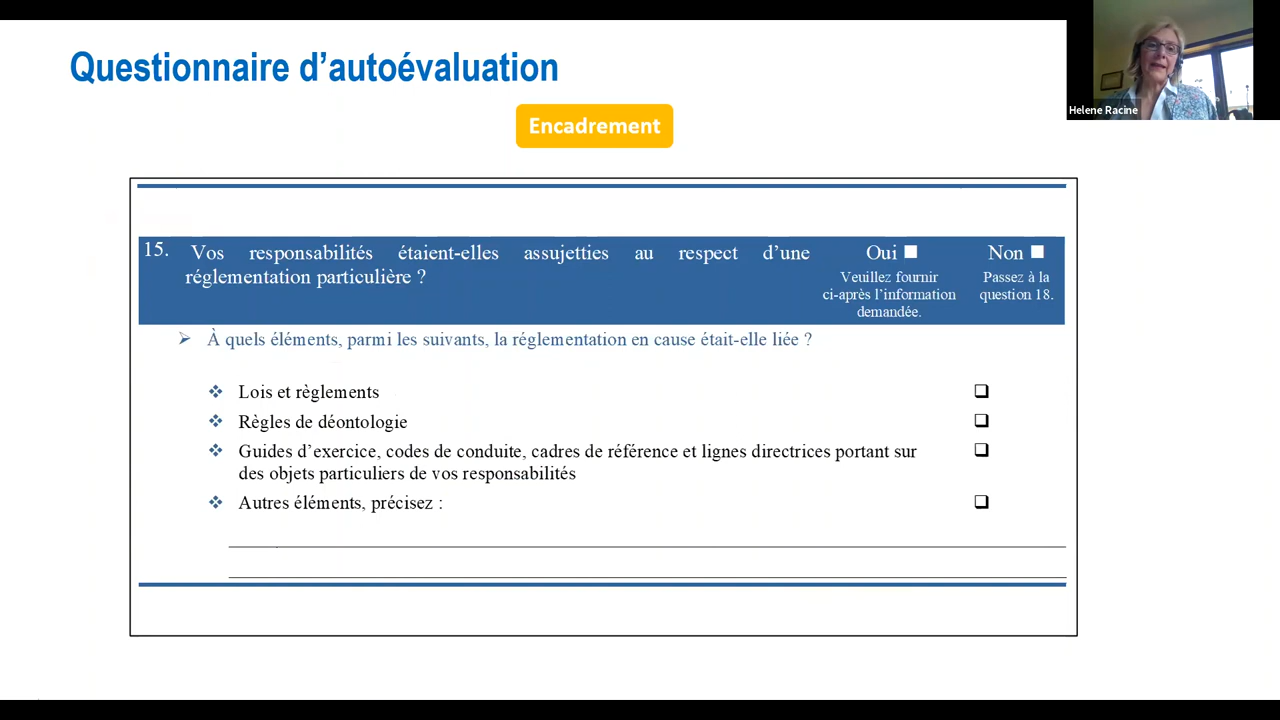 Questionnaire d’autoévaluation
Helene Racine
Encadrement
15. Vos responsabilités étaient-elles assujetties au respect d’une
réglementation particulière ?
Oui ■
Veuillez fournir
ci-après l’information
demandée.
Non ■
Passez à la
question 18.
➢ À quels éléments, parmi les suivants, la réglementation en cause était-elle liée ?
❖ Lois et règlements ❑
❖ Règles de déontologie ❑
❖ Guides d’exercice, codes de conduite, cadres de référence et lignes directrices portant sur ❑
des objets particuliers de vos responsabilités
❖ Autres éléments, précisez : ❑